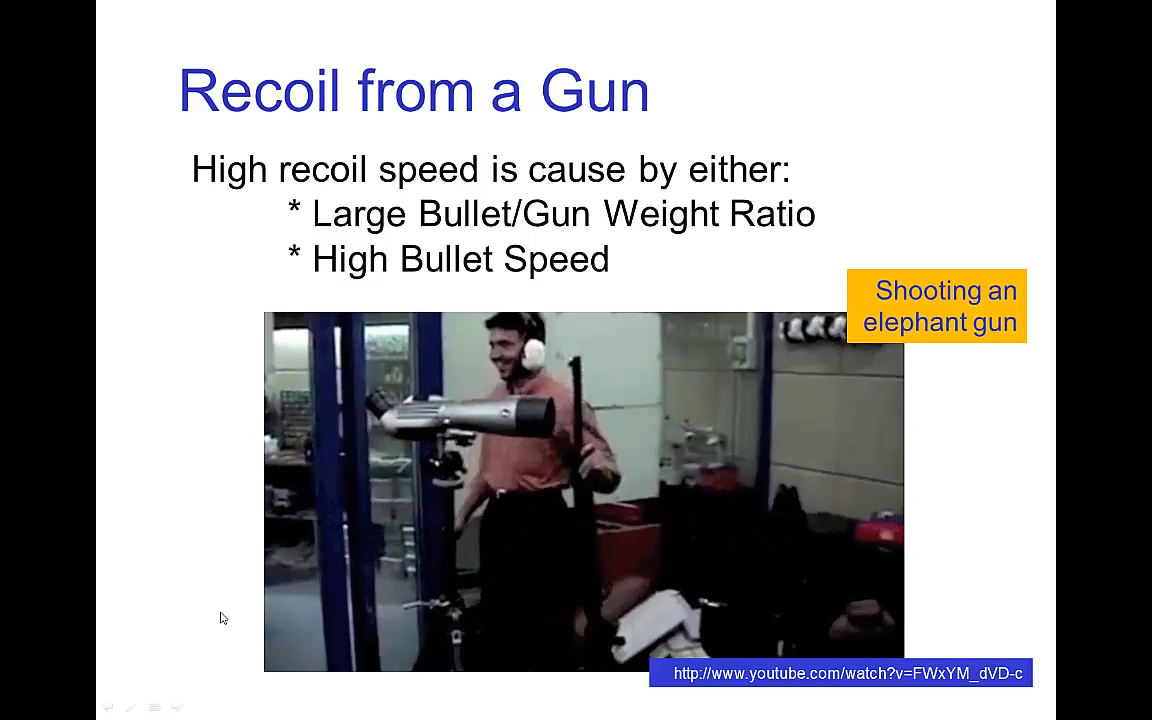 Recoil from a Gun
High recoil speed is cause by either:
* Large Bullet/Gun Weight Ratio
* High Bullet Speed
Shooting an
elephant gun
http://www.youtube.com/watch?v=FWxYM_dVD-c